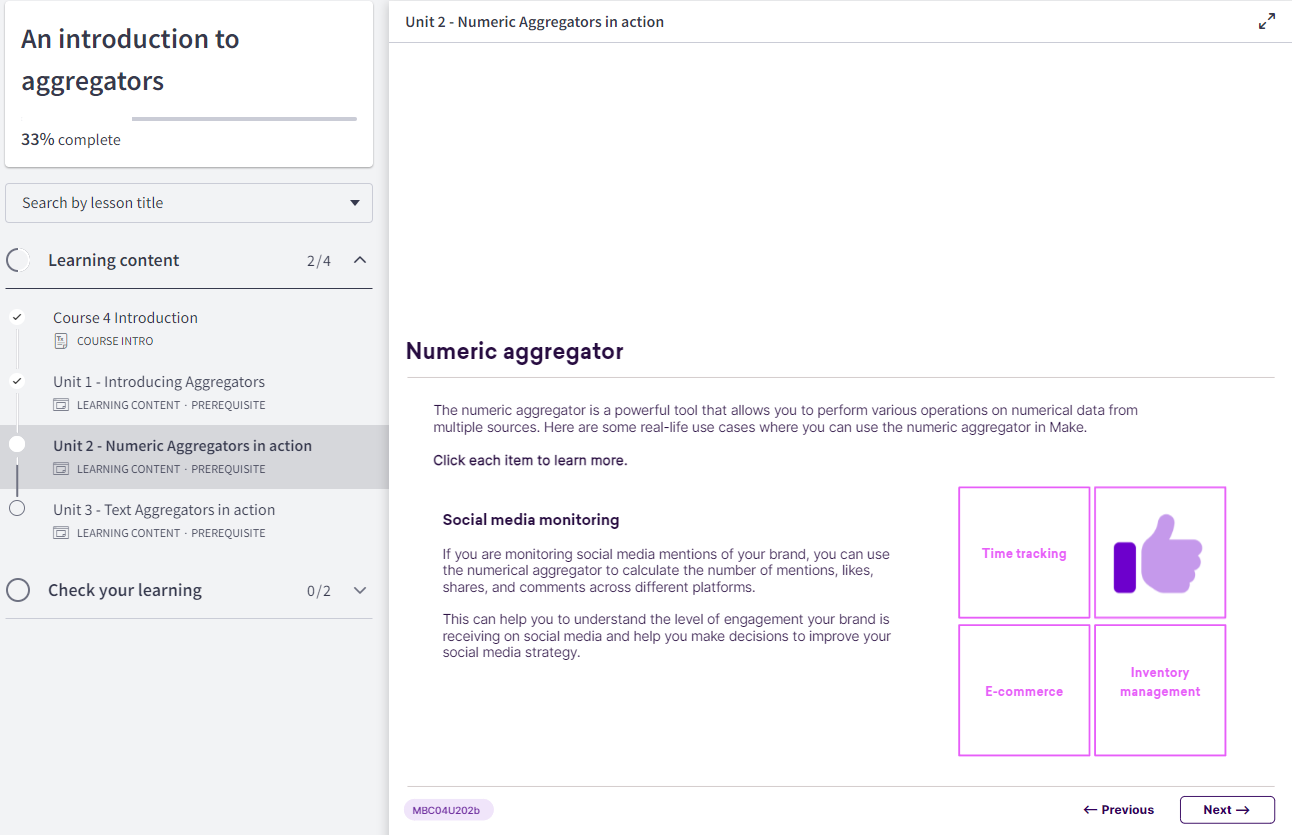 An introduction to
aggregators
33% complete
Search by lesson title
Learning content 2/4
Course 4 Introduction
COURSE INTRO
Unit 1 - Introducing Aggregators
LEARNING CONTENT · PREREQUISITE
Unit 2 - Numeric Aggregators in action
LEARNING CONTENT · PREREQUISITE
Unit 3 - Text Aggregators in action
LEARNING CONTENT · PREREQUISITE
Check your learning 0/2
Unit 2 - Numeric Aggregators in action
Numeric aggregator
The numeric aggregator is a powerful tool that allows you to perform various operations on numerical data from
multiple sources. Here are some real-life use cases where you can use the numeric aggregator in Make.
Click each item to learn more.
Social media monitoring
If you are monitoring social media mentions of your brand, you can use
the numerical aggregator to calculate the number of mentions, likes,
shares, and comments across different platforms.
This can help you to understand the level of engagement your brand is
receiving on social media and help you make decisions to improve your
social media strategy.
Time tracking
E-commerce
Inventory
management
MBC04U202b
← Previous
Next →